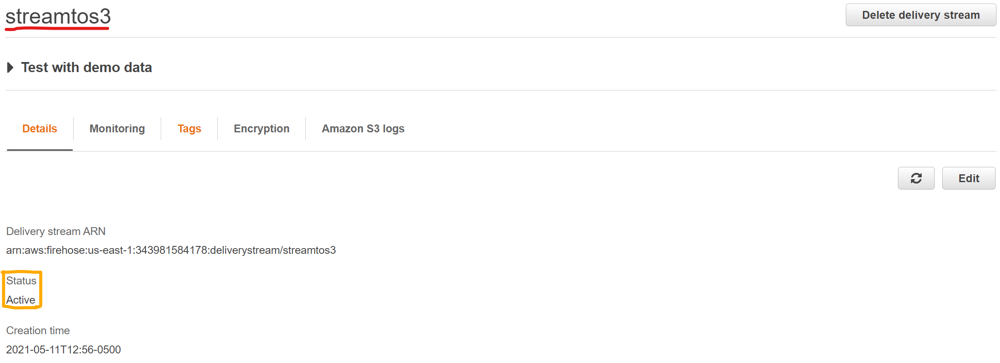 streamtos3
Delete delivery stream
Test with demo data
Details
Monitoring
Tags
Encryption
Amazon S3 logs
Edit
Delivery stream ARN
arn:aws:firehose:us-east-1:343981584178:deliverystream/streamtos3
Status
Active
Creation time
2021-05-11T12:56-0500